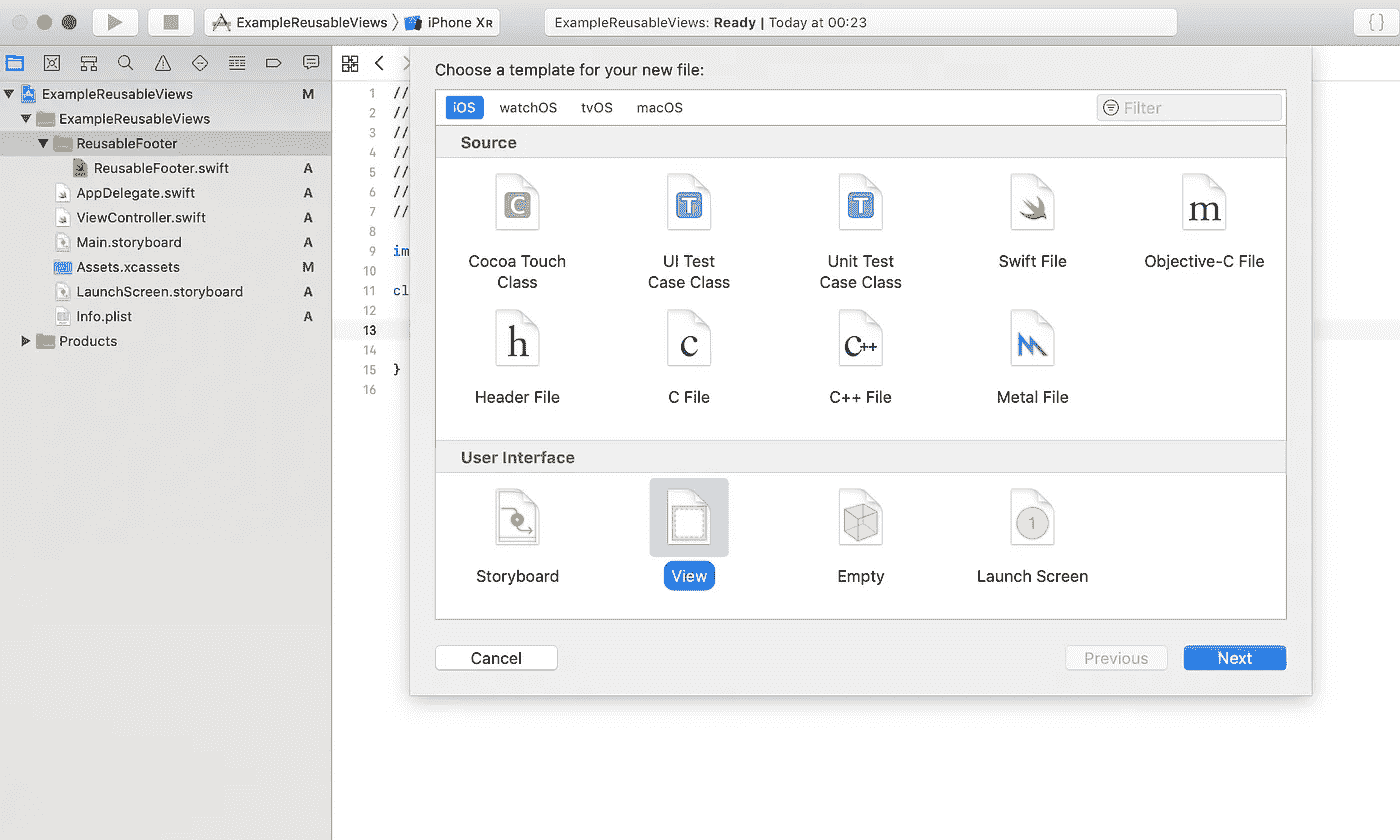 ExampleReusableViews 〉 iPhone Xʀ
ExampleReusableViews: Ready | Today at 00:23
{ }
ExampleReusableViews M
ExampleReusableViews
ReusableFooter
ReusableFooter.swift A
AppDelegate.swift A
ViewController.swift A
Main.storyboard A
Assets.xcassets M
LaunchScreen.storyboard A
Info.plist A
Products
1 //
2 //
3 //
4 //
5 //
6 //
7 //
8
9 im
10
11 cl
12
13
14
15 }
16
Choose a template for your new file:
iOS watchOS tvOS macOS
Filter
Source
C
T
T
m
Cocoa Touch
Class
UI Test
Case Class
Unit Test
Case Class
Swift File
Objective-C File
h
c
C++
Header File
C File
C++ File
Metal File
User Interface
1
Storyboard
View
Empty
Launch Screen
Cancel
Previous
Next